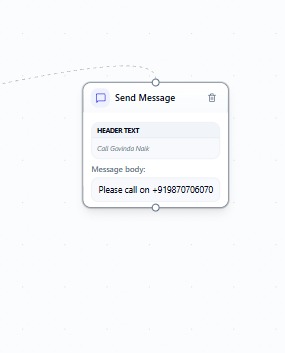 Send Message
HEADER TEXT
Call Govinda Naik
Message body:
Please call on +919870706070